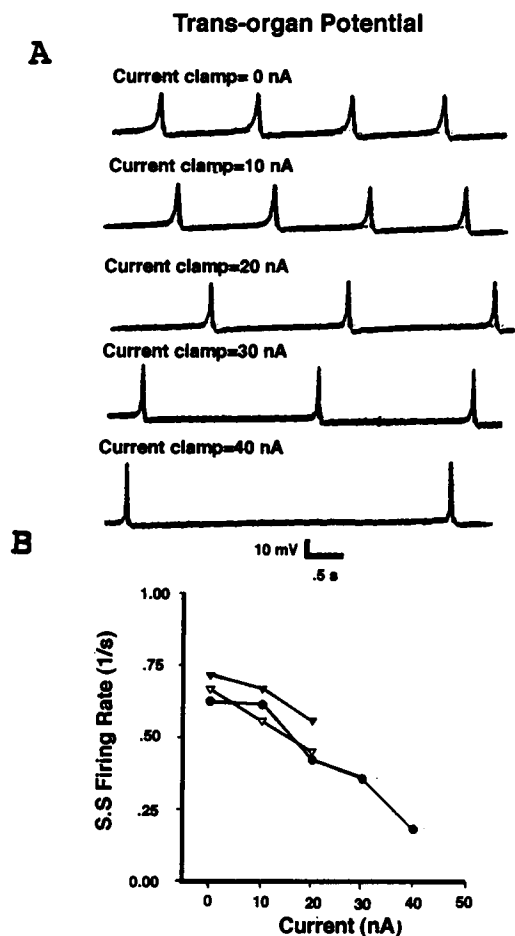 Trans-organ Potential
A
Current clamp= 0 nA
Current clamp=10 nA
Current clamp=20 nA
Current clamp=30 nA
Current clamp=40 nA
10 mV
.5 s
B
S.S Firing Rate (1/s)
1.00
.75
.50
.25
0.00
0 10 20 30 40 50
Current (nA)